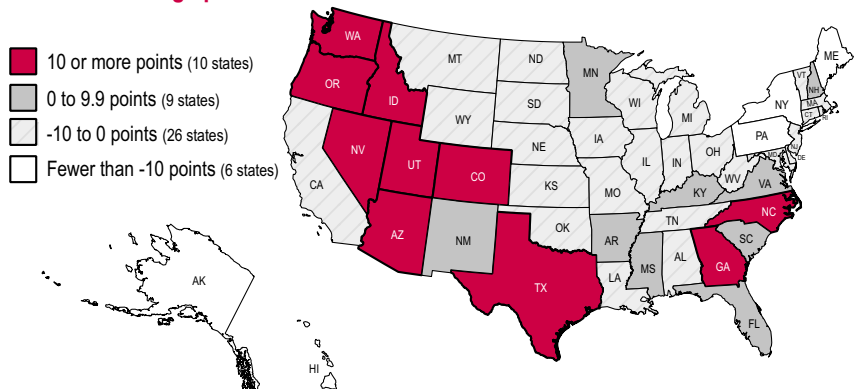 10 or more points (10 states)
0 to 9.9 points (9 states)
-10 to 0 points (26 states)
Fewer than -10 points (6 states)
WA
OR
ID
MT
ND
MN
SD
WY
NE
IA
WI
MI
ME
VT
NH
NY
MA
CT
RI
PA
NJ
MD
DE
NV
UT
CO
CA
KS
MO
IL
IN
OH
WV
VA
KY
AZ
NM
OK
AR
TN
NC
SC
TX
LA
MS
AL
GA
FL
AK
HI